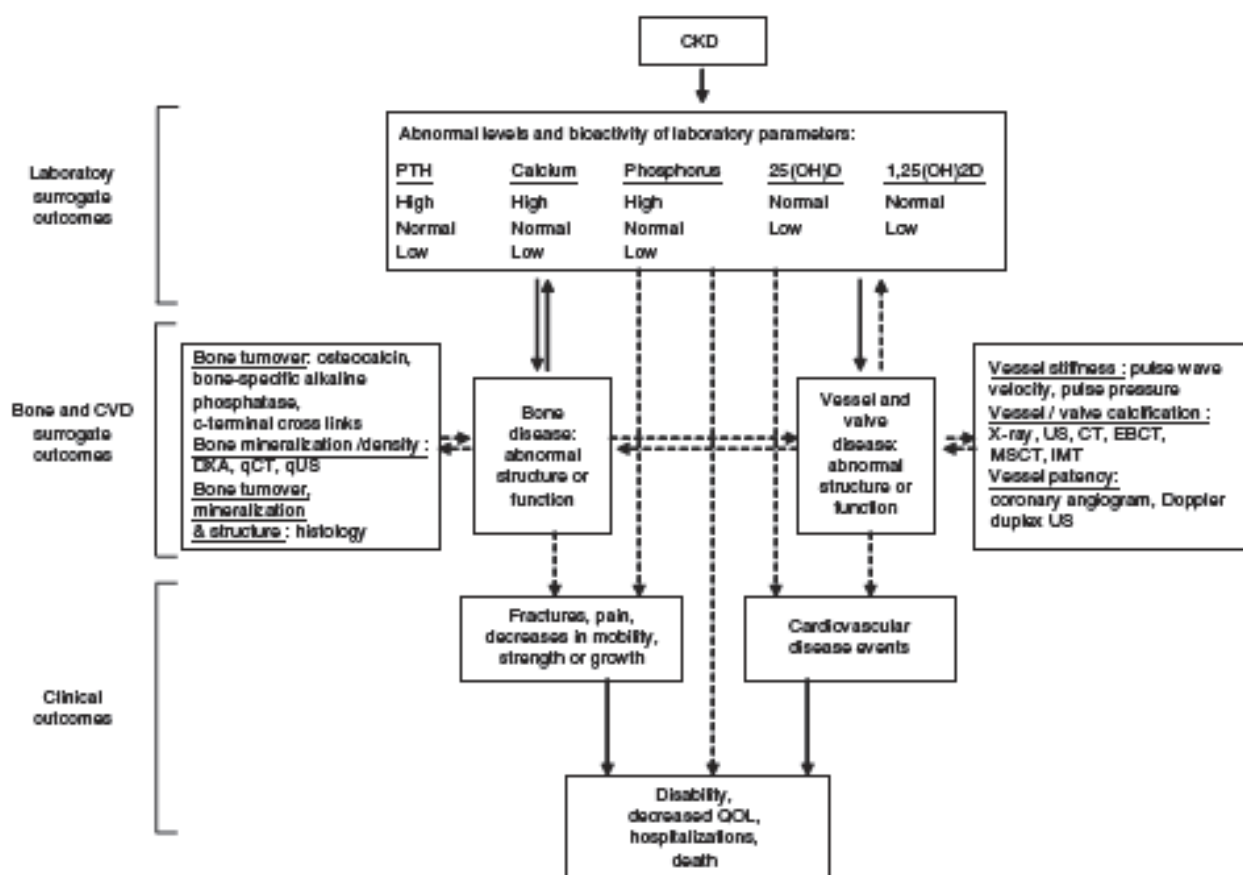 CKD
Abnormal levels and bioactivity of laboratory parameters:
PTH Calcium Phosphorus 25(OH)D 1,25(OH)2D
High High High Normal Normal
Normal Normal Normal Low Low
Low Low Low
Laboratory
surrogate
outcomes
Bone and CVD
surrogate
outcomes
Bone turnover: osteocalcin,
bone-specific alkaline
phosphatase,
c-terminal cross links
Bone mineralization /density :
DXA, qCT, qUS
Bone turnover,
mineralization
& structure : histology
Bone
disease:
abnormal
structure or
function
Vessel and
valve
disease:
abnormal
structure or
function
Vessel stiffness : pulse wave
velocity, pulse pressure
Vessel / valve calcification :
X-ray, US, CT, EBCT,
MSCT, IMT
Vessel patency:
coronary angiogram, Doppler
duplex US
Clinical
outcomes
Fractures, pain,
decreases in mobility,
strength or growth
Cardiovascular
disease events
Disability,
decreased QOL,
hospitalizations,
death